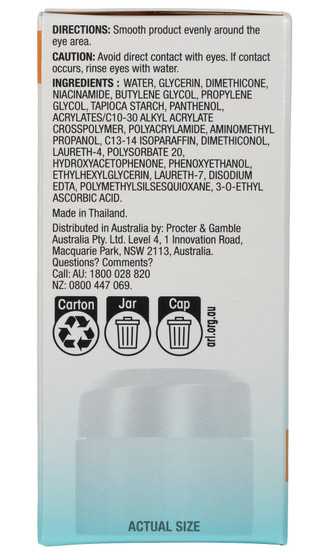 DIRECTIONS: Smooth product evenly around the
eye area.
CAUTION: Avoid direct contact with eyes. If contact
occurs, rinse eyes with water.
INGREDIENTS : WATER, GLYCERIN, DIMETHICONE,
NIACINAMIDE, BUTYLENE GLYCOL, PROPYLENE
GLYCOL, TAPIOCA STARCH, PANTHENOL,
ACRYLATES/C10-30 ALKYL ACRYLATE
CROSSPOLYMER, POLYACRYLAMIDE, AMINOMETHYL
PROPANOL, C13-14 ISOPARAFFIN, DIMETHICONOL,
LAURETH-4, POLYSORBATE 20,
HYDROXYACETOPHENONE, PHENOXYETHANOL,
ETHYLHEXYLGLYCERIN, LAURETH-7, DISODIUM
EDTA, POLYMETHYLSILSESQUIOXANE, 3-O-ETHYL
ASCORBIC ACID.
Made in Thailand.
Distributed in Australia by: Procter & Gamble
Australia Pty. Ltd. Level 4, 1 Innovation Road,
Macquarie Park, NSW 2113, Australia.
Questions? Comments?
Call: AU: 1800 028 820
NZ: 0800 447 069.
Carton Jar Cap
arl.org.au
ACTUAL SIZE